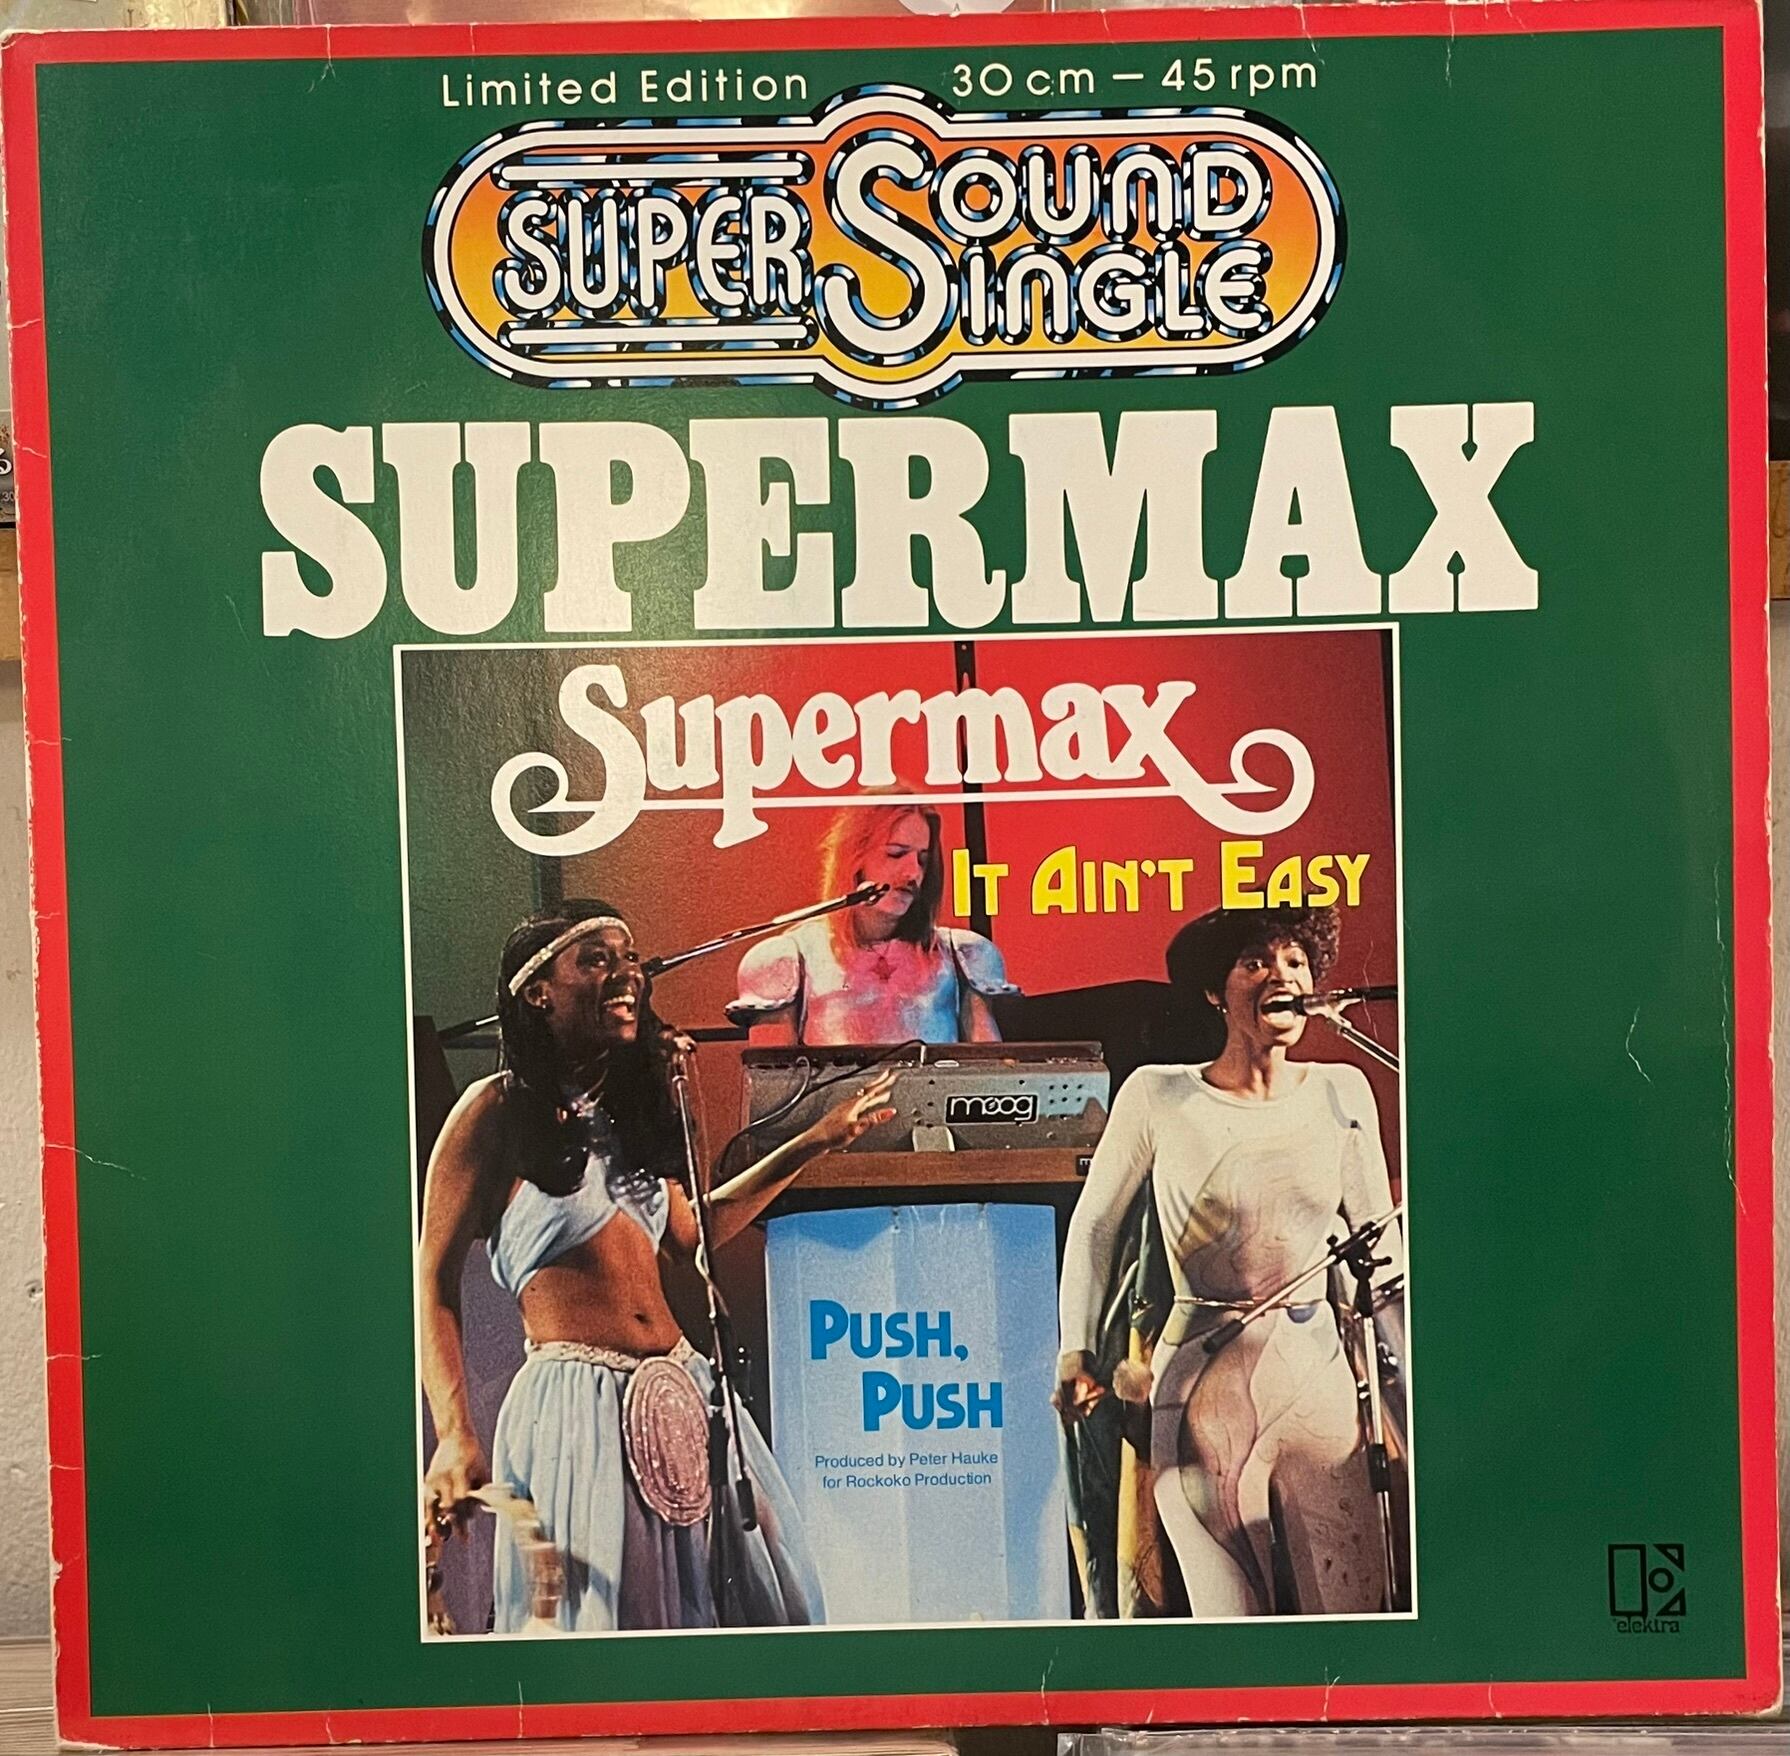 Limited Edition 30 cm – 45 rpm
SUPER SOUND SINGLE
SUPERMAX
Supermax
IT AIN'T EASY
moog
PUSH,
PUSH
Produced by Peter Hauke
for Rockoko Production
elektra